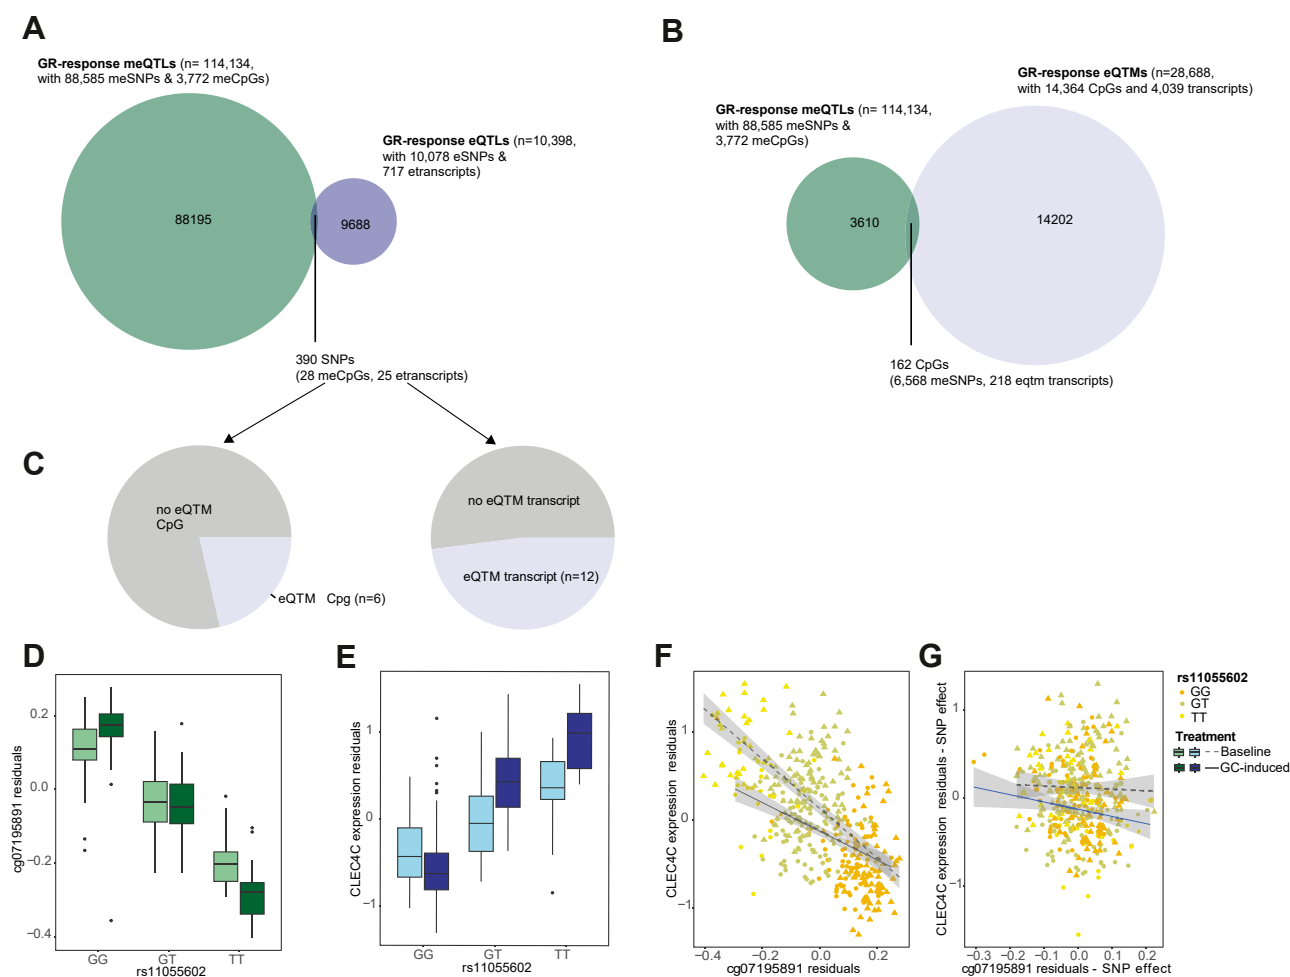 A
GR-response meQTLs (n= 114,134,
with 88,585 meSNPs & 3,772 meCpGs)
GR-response eQTLs (n=10,398,
with 10,078 eSNPs &
717 etranscripts)
88195
9688
390 SNPs
(28 meCpGs, 25 etranscripts)
B
GR-response eQTMs (n=28,688,
with 14,364 CpGs and 4,039 transcripts)
GR-response meQTLs (n= 114,134,
with 88,585 meSNPs &
3,772 meCpGs)
3610
14202
162 CpGs
(6,568 meSNPs, 218 eqtm transcripts)
C
no eQTM
CpG
eQTM Cpg (n=6)
no eQTM transcript
eQTM transcript (n=12)
D
cg07195891 residuals
0.2
0.0
−0.2
−0.4
GG
GT
TT
rs11055602
E
CLEC4C expression residuals
1
0
−1
GG
GT
TT
rs11055602
F
CLEC4C expression residuals
1
0
−1
−0.4
−0.2
0.0
0.2
cg07195891 residuals
G
CLEC4C expression residuals - SNP effect
1
0
−1
−0.3
−0.2
−0.1
0.0
0.1
0.2
cg07195891 residuals - SNP effect
rs11055602
GG
GT
TT
Treatment
Baseline
GC-induced